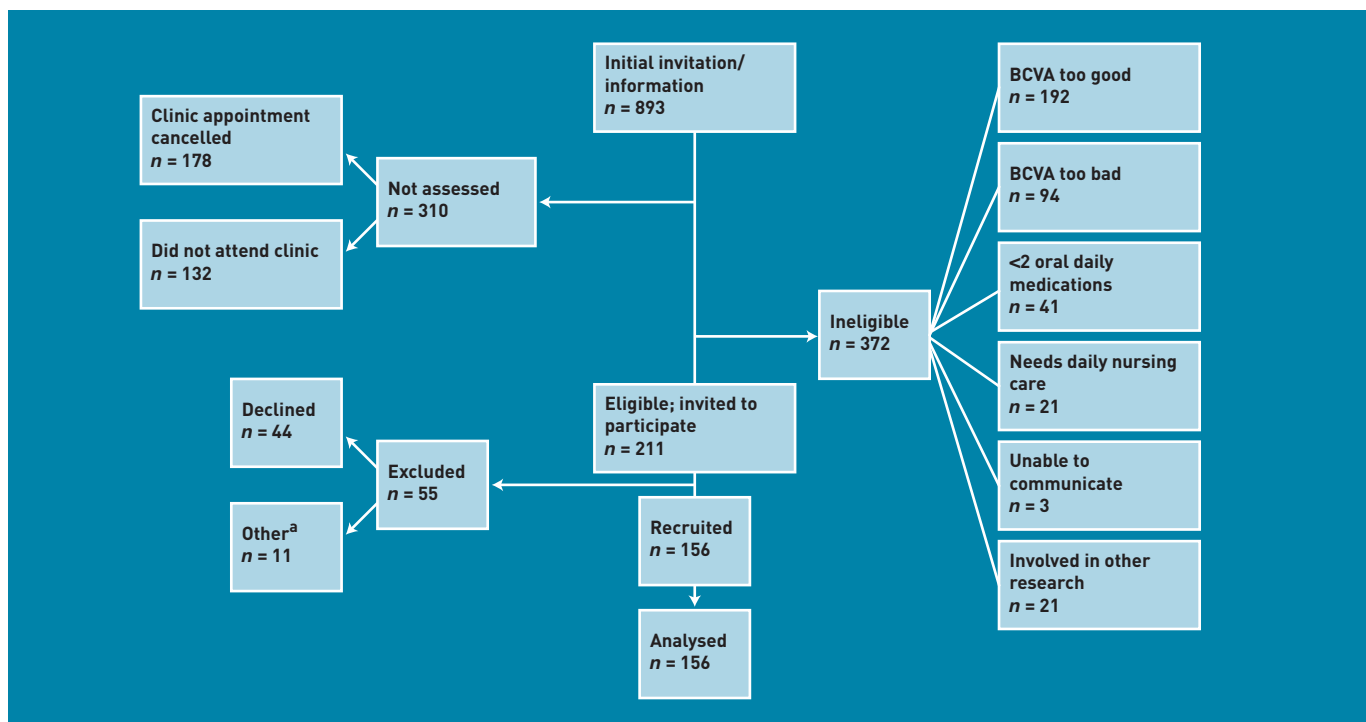 Initial invitation/
information
n = 893
Clinic appointment
cancelled
n = 178
Not assessed
n = 310
Did not attend clinic
n = 132
BCVA too good
n = 192
BCVA too bad
n = 94
<2 oral daily
medications
n = 41
Ineligible
n = 372
Needs daily nursing
care
n = 21
Unable to
communicate
n = 3
Involved in other
research
n = 21
Eligible; invited to
participate
n = 211
Declined
n = 44
Excluded
n = 55
Otherᵃ
n = 11
Recruited
n = 156
Analysed
n = 156